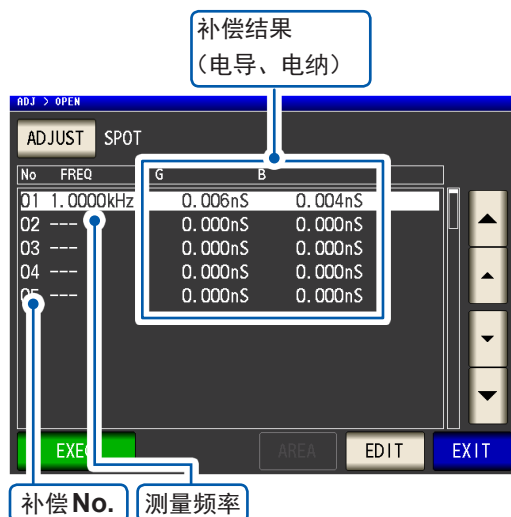 补偿结果
（电导、电纳）
ADJ > OPEN
ADJUST SPOT
No FREQ G B
01 1.0000kHz 0.006nS 0.004nS
02 --- 0.000nS 0.000nS
03 --- 0.000nS 0.000nS
04 --- 0.000nS 0.000nS
--- 0.000nS 0.000nS
AREA EDIT EXIT
补偿No. 测量频率